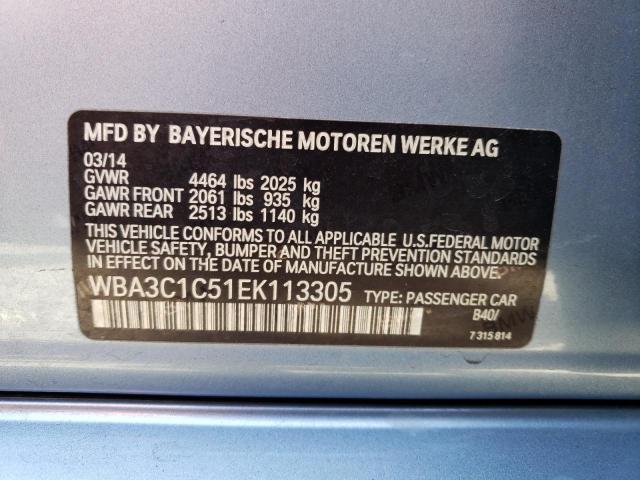 MFD BY BAYERISCHE MOTOREN WERKE AG
03/14
GVWR 4464 lbs 2025 kg
GAWR FRONT 2061 lbs 935 kg
GAWR REAR 2513 lbs 1140 kg
THIS VEHICLE CONFORMS TO ALL APPLICABLE U.S.FEDERAL MOTOR
VEHICLE SAFETY, BUMPER AND THEFT PREVENTION STANDARDS
IN EFFECT ON THE DATE OF MANUFACTURE SHOWN ABOVE.
WBA3C1C51EK113305 TYPE: PASSENGER CAR
B40/
7 315 814